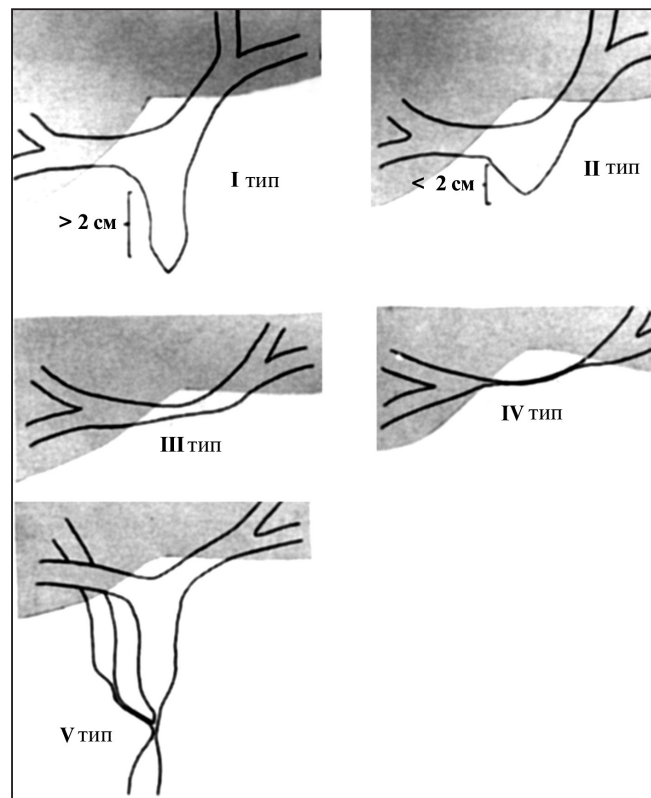 I тип
> 2 см
II тип
< 2 см
III тип
IV тип
V тип